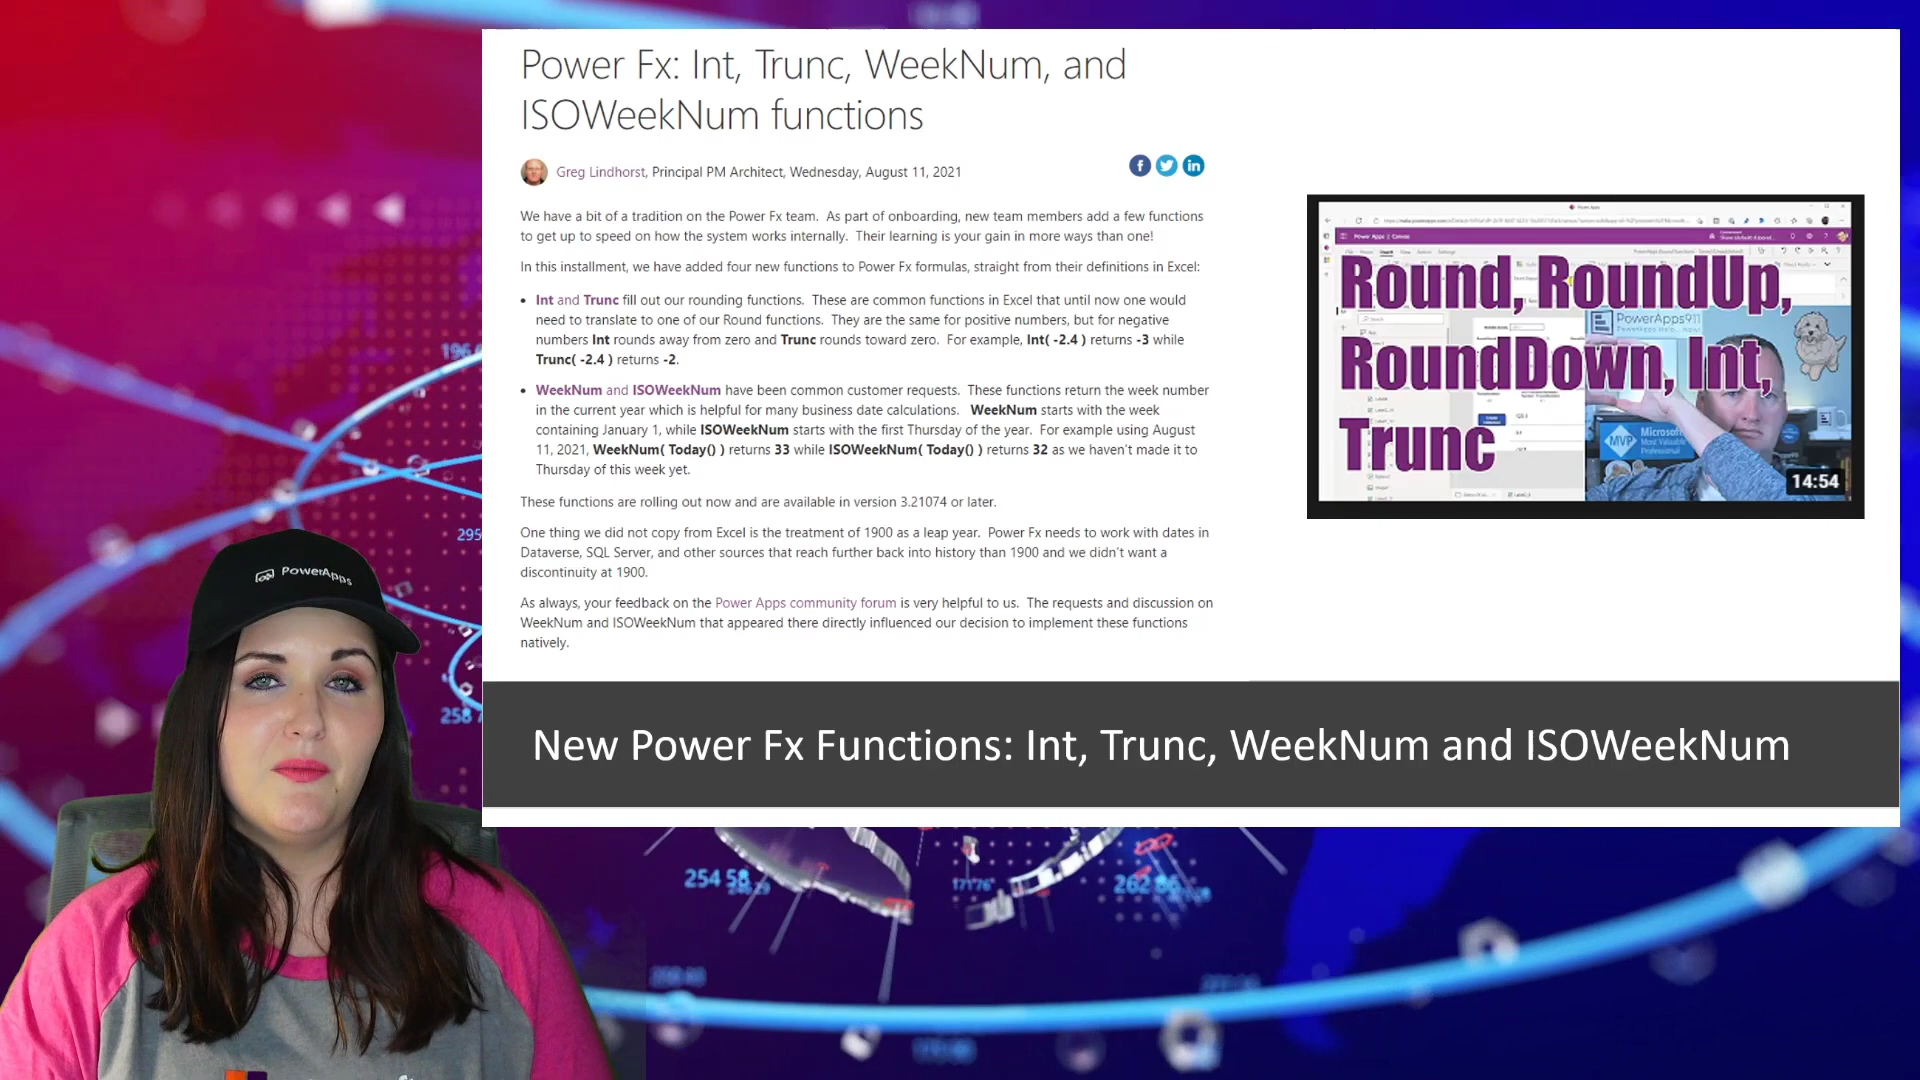 Power Fx: Int, Trunc, WeekNum, and
ISOWeekNum functions
Greg Lindhorst, Principal PM Architect, Wednesday, August 11, 2021
We have a bit of a tradition on the Power Fx team. As part of onboarding, new team members add a few functions
to get up to speed on how the system works internally. Their learning is your gain in more ways than one!
In this installment, we have added four new functions to Power Fx formulas, straight from their definitions in Excel:
• Int and Trunc fill out our rounding functions. These are common functions in Excel that until now one would
need to translate to one of our Round functions. They are the same for positive numbers, but for negative
numbers Int rounds away from zero and Trunc rounds toward zero. For example, Int( -2.4 ) returns -3 while
Trunc( -2.4 ) returns -2.
• WeekNum and ISOWeekNum have been common customer requests. These functions return the week number
in the current year which is helpful for many business date calculations. WeekNum starts with the week
containing January 1, while ISOWeekNum starts with the first Thursday of the year. For example using August
11, 2021, WeekNum( Today() ) returns 33 while ISOWeekNum( Today() ) returns 32 as we haven't made it to
Thursday of this week yet.
These functions are rolling out now and are available in version 3.21074 or later.
One thing we did not copy from Excel is the treatment of 1900 as a leap year. Power Fx needs to work with dates in
Dataverse, SQL Server, and other sources that reach further back into history than 1900 and we didn't want a
discontinuity at 1900.
As always, your feedback on the Power Apps community forum is very helpful to us. The requests and discussion on
WeekNum and ISOWeekNum that appeared there directly influenced our decision to implement these functions
natively.
Power Apps | Canvas
Round, RoundUp,
PowerApps911
RoundDown, Int,
Trunc
MVP
Microsoft
Most Valuable
Professional
14:54
New Power Fx Functions: Int, Trunc, WeekNum and ISOWeekNum
PowerApps
196
295
258
254 58
262 86